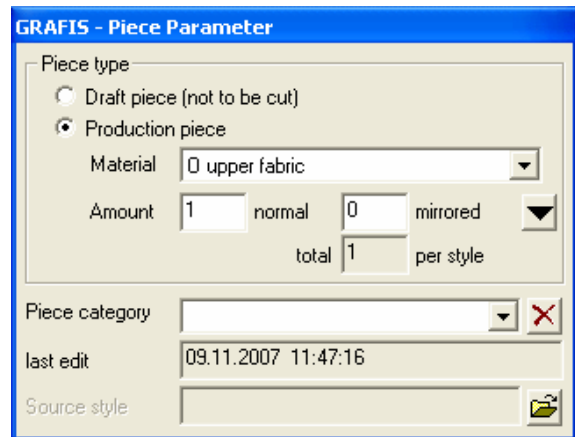 GRAFIS - Piece Parameter
Piece type
Draft piece (not to be cut)
Production piece
Material O upper fabric
Amount 1 normal 0 mirrored
total 1 per style
Piece category
last edit 09.11.2007 11:47:16
Source style